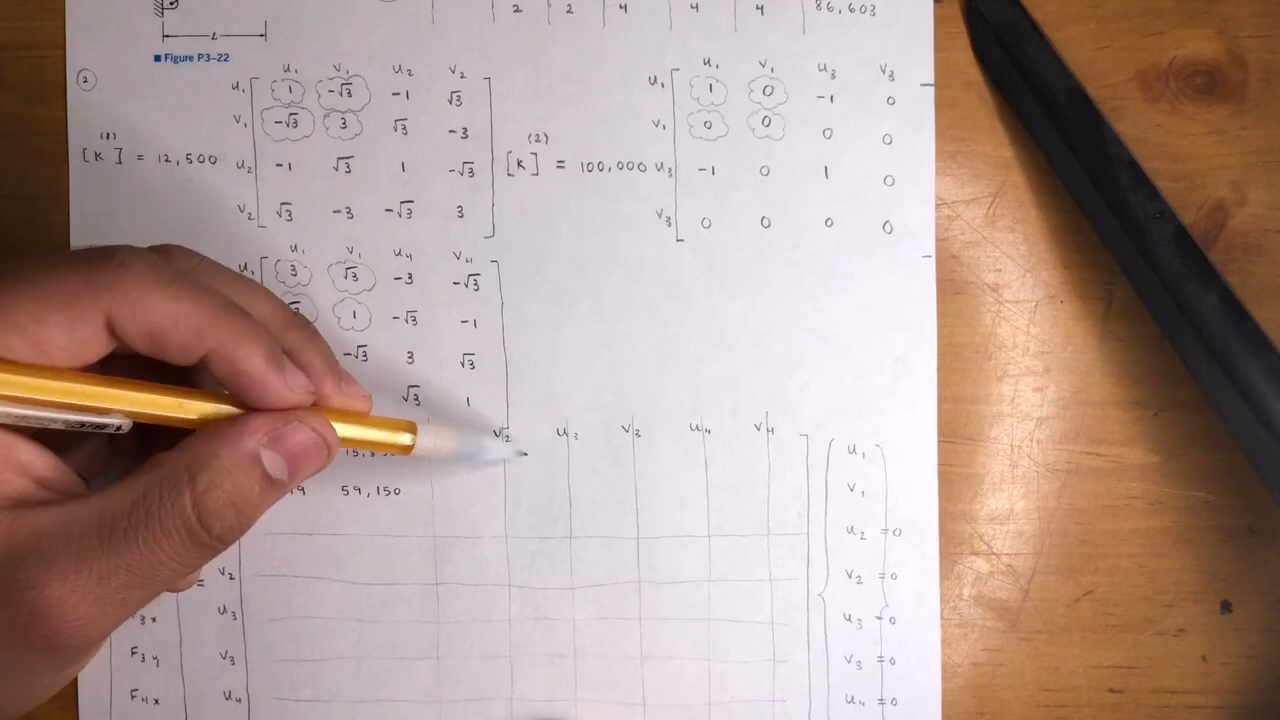 2 2 4 4 4 86,603
L
■ Figure P3–22
2
u₁ v₁ u₂ v₂
u₁ 1 -√3 -1 √3
v₁ -√3 3 √3 -3
[K⁽¹⁾] = 12,500
u₂ -1 √3 1 -√3
v₂ √3 -3 -√3 3
u₁ v₁ u₃ v₃
u₁ 1 0 -1 0
v₁ 0 0 0 0
[K⁽²⁾] = 100,000
u₃ -1 0 1 0
v₃ 0 0 0 0
u₁ v₁ u₄ v₄
u₁ 3 √3 -3 -√3
1 -√3 -1
-√3 3 √3
√3 1
v₂ u₃ v₃ u₄ v₄
59,150
= v₂
u₃
F₃y v₃
F₄x u₄
u₁
v₁
u₂ = 0
v₂ = 0
u₃ = 0
v₃ = 0
u₄ = 0
BIC